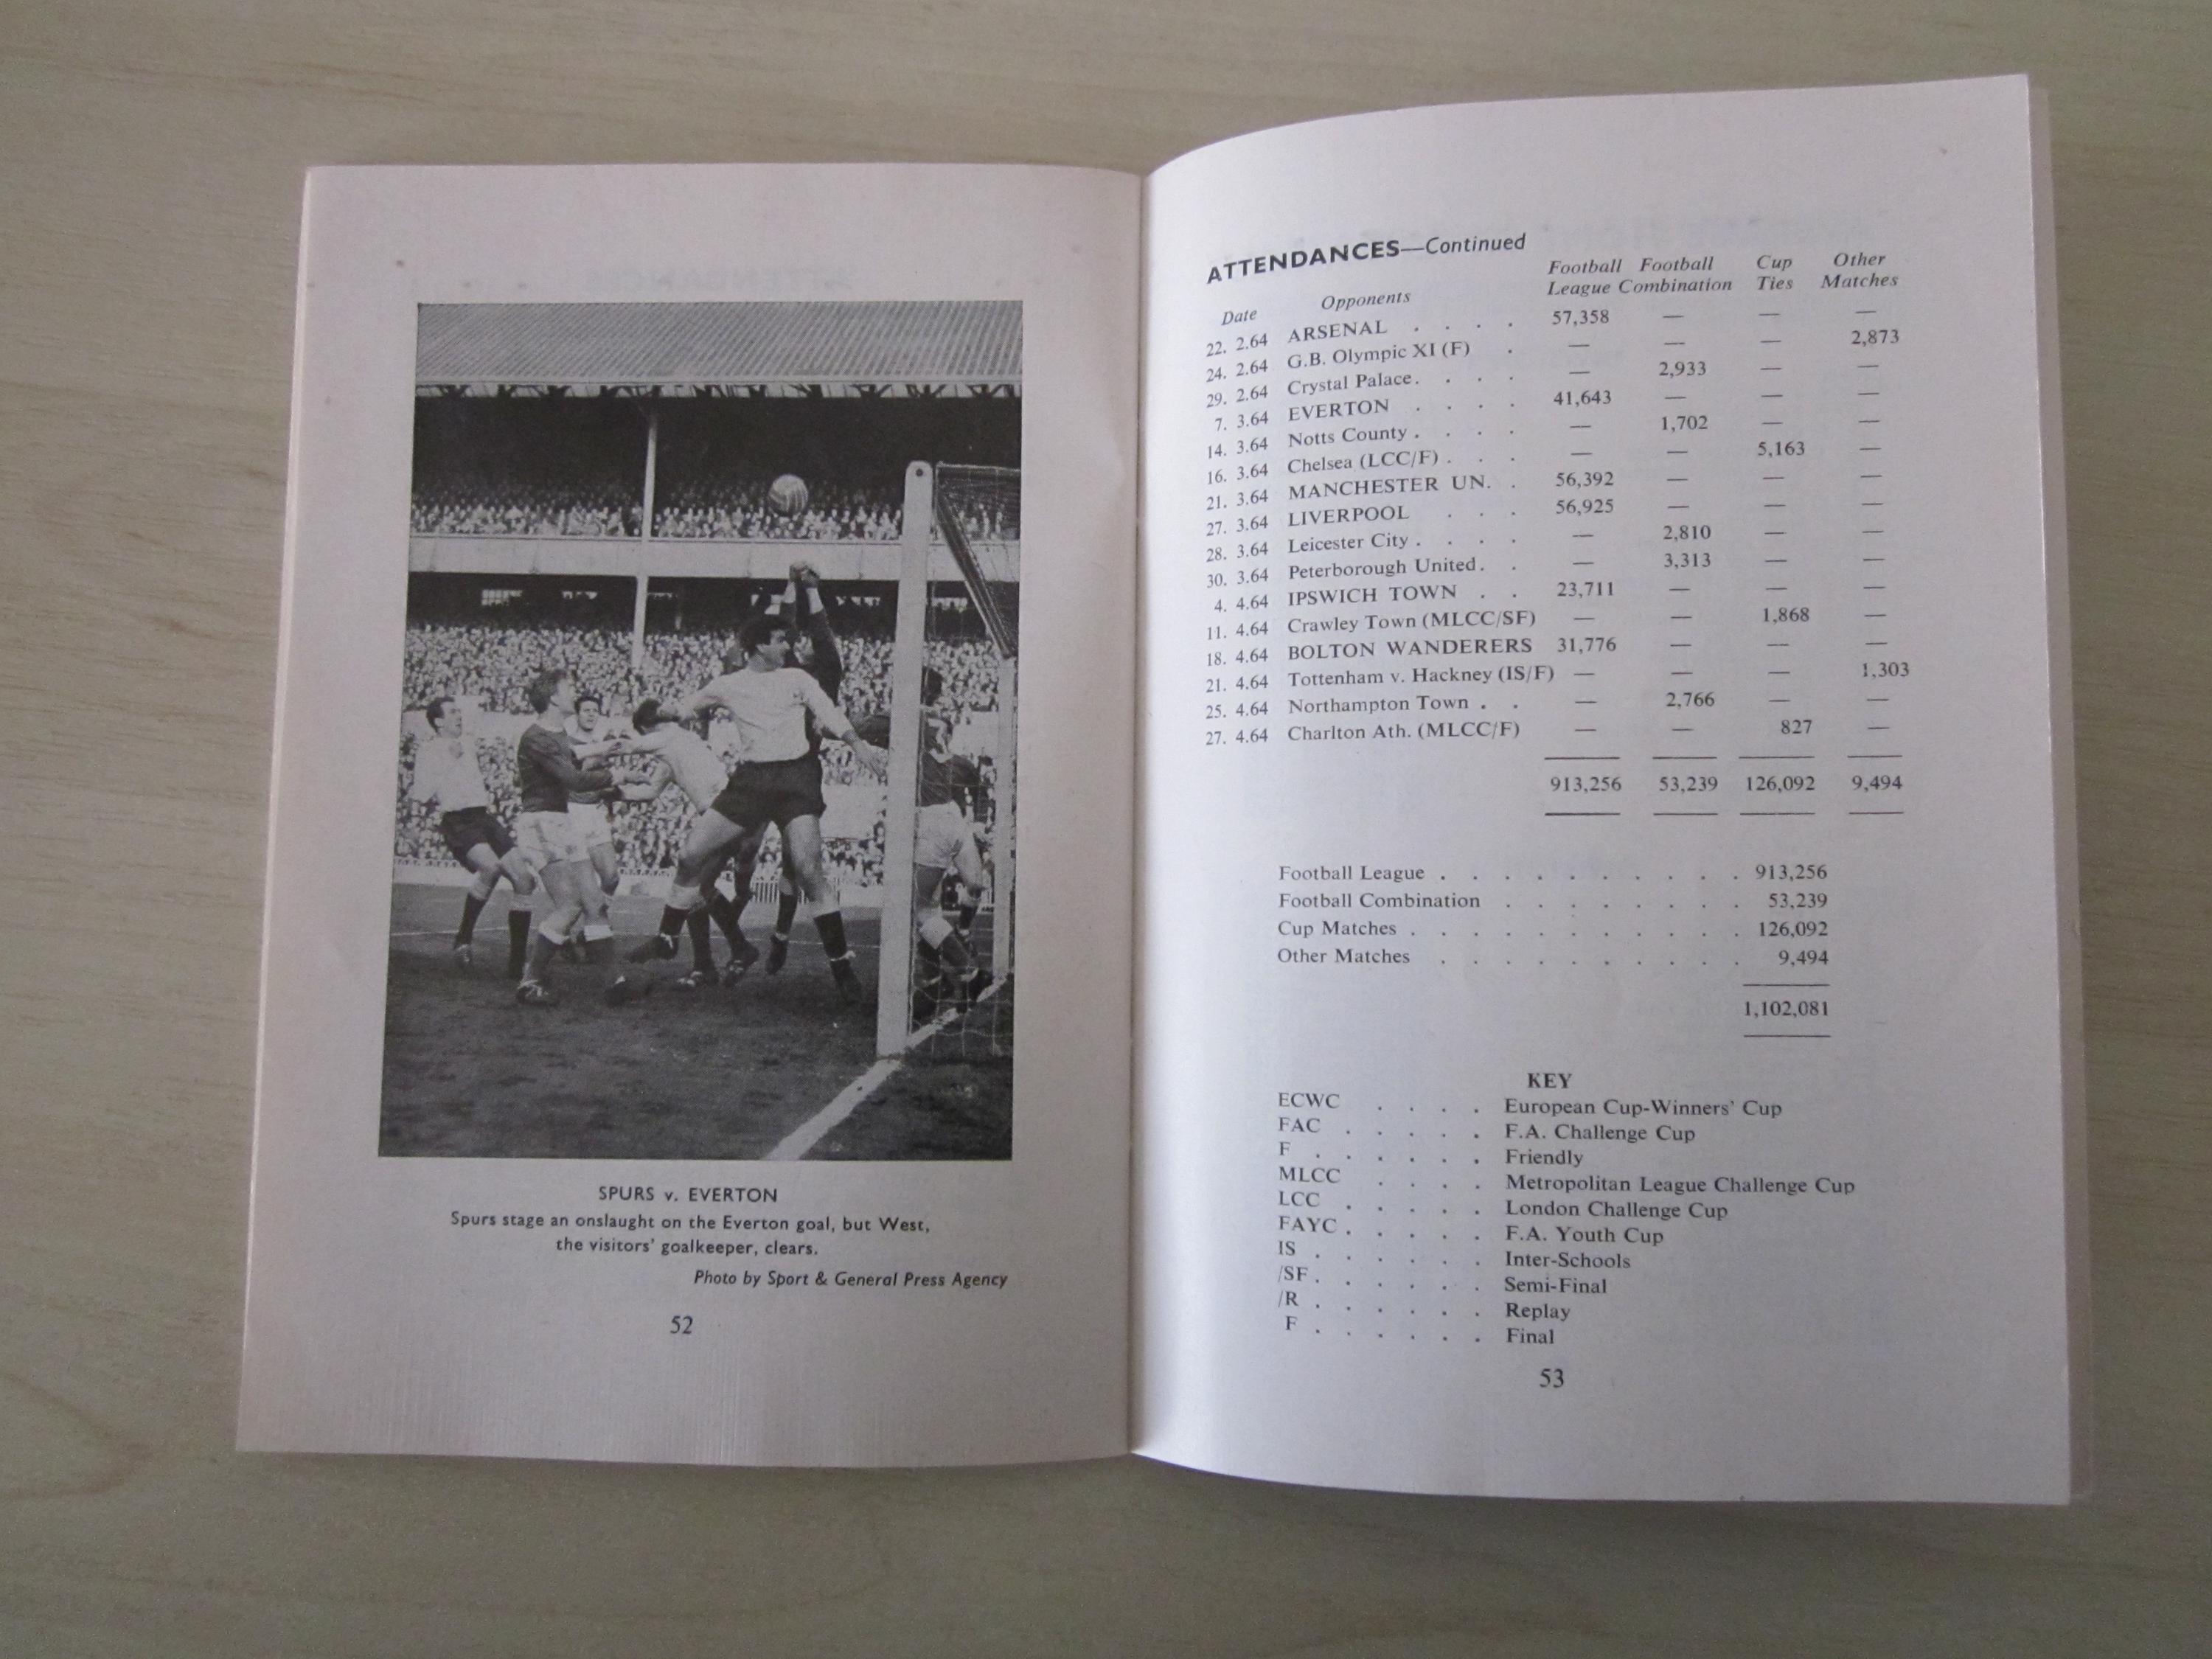 SPURS v. EVERTON
Spurs stage an onslaught on the Everton goal, but West,
the visitors' goalkeeper, clears.
Photo by Sport & General Press Agency
52
ATTENDANCES—Continued
Football Football Cup Other
League Combination Ties Matches
Date Opponents
22. 2.64 ARSENAL . . . . 57,358 — — —
24. 2.64 G.B. Olympic XI (F) . — — — 2,873
29. 2.64 Crystal Palace. . . . — 2,933 — —
7. 3.64 EVERTON . . . . 41,643 — — —
14. 3.64 Notts County . . . . — 1,702 — —
16. 3.64 Chelsea (LCC/F) . . . — — 5,163 —
21. 3.64 MANCHESTER UN. . 56,392 — — —
27. 3.64 LIVERPOOL . . . 56,925 — — —
28. 3.64 Leicester City . . . . — 2,810 — —
30. 3.64 Peterborough United. . — 3,313 — —
4. 4.64 IPSWICH TOWN . . 23,711 — — —
11. 4.64 Crawley Town (MLCC/SF) — — 1,868 —
18. 4.64 BOLTON WANDERERS 31,776 — — —
21. 4.64 Tottenham v. Hackney (IS/F) — — — 1,303
25. 4.64 Northampton Town . . — 2,766 — —
27. 4.64 Charlton Ath. (MLCC/F) — — 827 —
913,256 53,239 126,092 9,494
Football League . . . . . . . . . . 913,256
Football Combination . . . . . . . . 53,239
Cup Matches . . . . . . . . . . . 126,092
Other Matches . . . . . . . . . . 9,494
1,102,081
KEY
ECWC . . . . European Cup-Winners' Cup
FAC . . . . . F.A. Challenge Cup
F . . . . . . Friendly
MLCC . . . . Metropolitan League Challenge Cup
LCC . . . . . London Challenge Cup
FAYC . . . . . F.A. Youth Cup
IS . . . . . . Inter-Schools
/SF . . . . . . Semi-Final
/R . . . . . . Replay
F . . . . . . Final
53